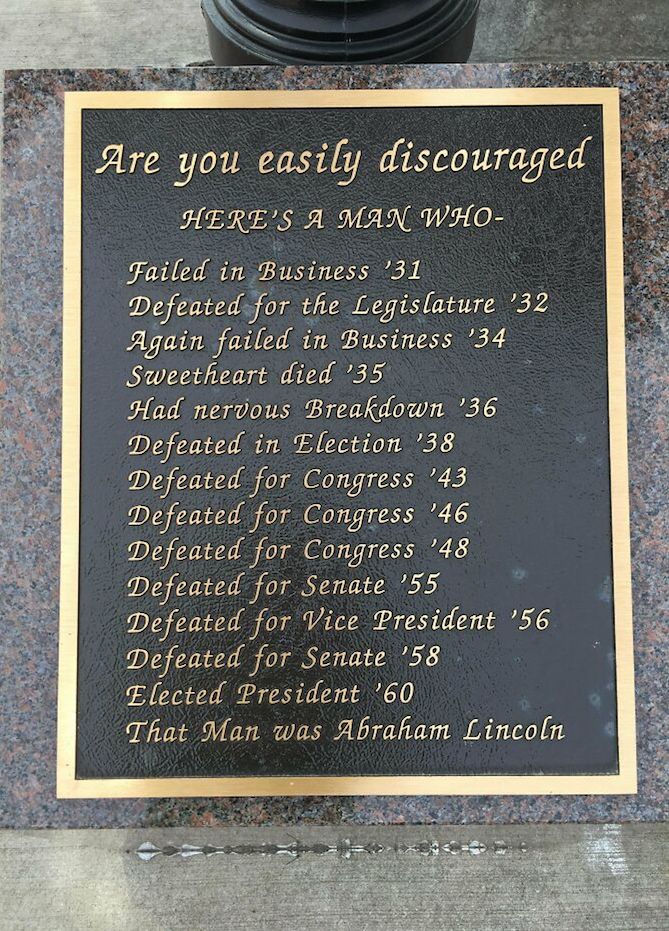 Are you easily discouraged
HERE'S A MAN WHO-
Failed in Business '31
Defeated for the Legislature '32
Again failed in Business '34
Sweetheart died '35
Had nervous Breakdown '36
Defeated in Election '38
Defeated for Congress '43
Defeated for Congress '46
Defeated for Congress '48
Defeated for Senate '55
Defeated for Vice President '56
Defeated for Senate '58
Elected President '60
That Man was Abraham Lincoln